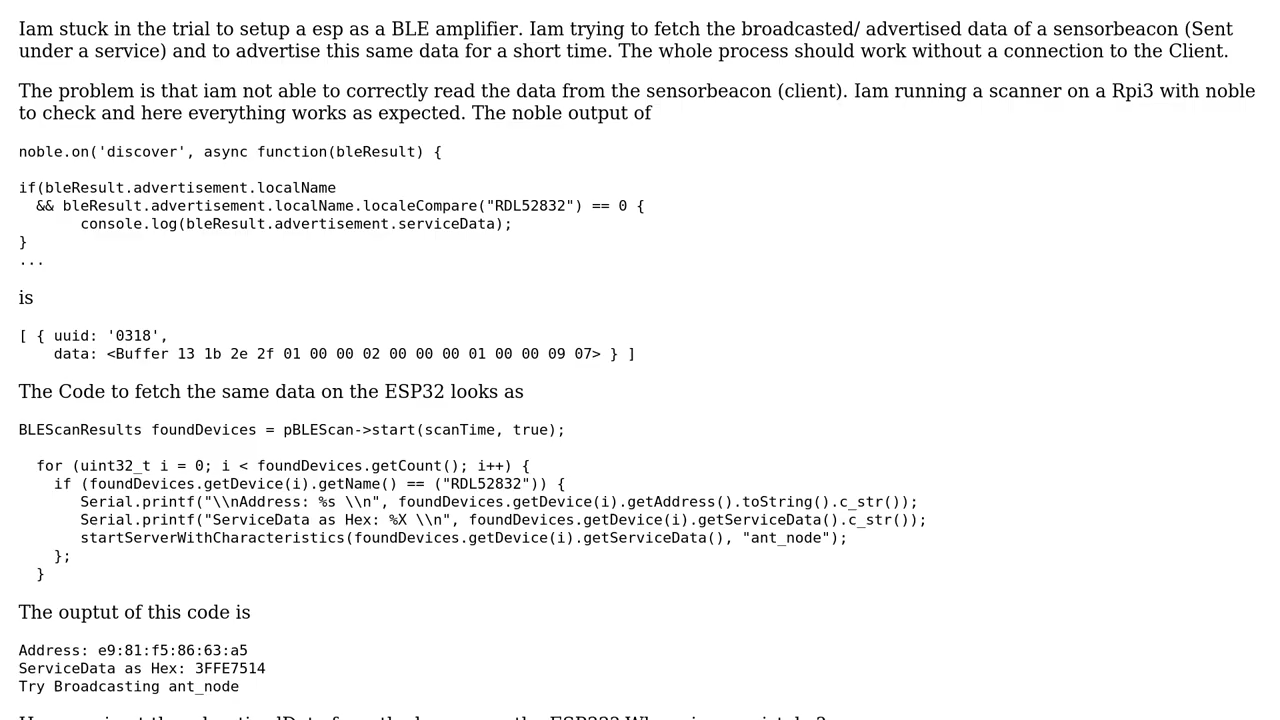 Iam stuck in the trial to setup a esp as a BLE amplifier. Iam trying to fetch the broadcasted/ advertised data of a sensorbeacon (Sent
under a service) and to advertise this same data for a short time. The whole process should work without a connection to the Client.
The problem is that iam not able to correctly read the data from the sensorbeacon (client). Iam running a scanner on a Rpi3 with noble
to check and here everything works as expected. The noble output of
noble.on('discover', async function(bleResult) {
if(bleResult.advertisement.localName
  && bleResult.advertisement.localName.localeCompare("RDL52832") == 0 {
       console.log(bleResult.advertisement.serviceData);
}
...
is
[ { uuid: '0318',
    data: <Buffer 13 1b 2e 2f 01 00 00 02 00 00 00 01 00 00 09 07> } ]
The Code to fetch the same data on the ESP32 looks as
BLEScanResults foundDevices = pBLEScan->start(scanTime, true);
  for (uint32_t i = 0; i < foundDevices.getCount(); i++) {
    if (foundDevices.getDevice(i).getName() == ("RDL52832")) {
       Serial.printf("\\nAddress: %s \\n", foundDevices.getDevice(i).getAddress().toString().c_str());
       Serial.printf("ServiceData as Hex: %X \\n", foundDevices.getDevice(i).getServiceData().c_str());
       startServerWithCharacteristics(foundDevices.getDevice(i).getServiceData(), "ant_node");
    };
  }
The ouptut of this code is
Address: e9:81:f5:86:63:a5
ServiceData as Hex: 3FFE7514
Try Broadcasting ant_node